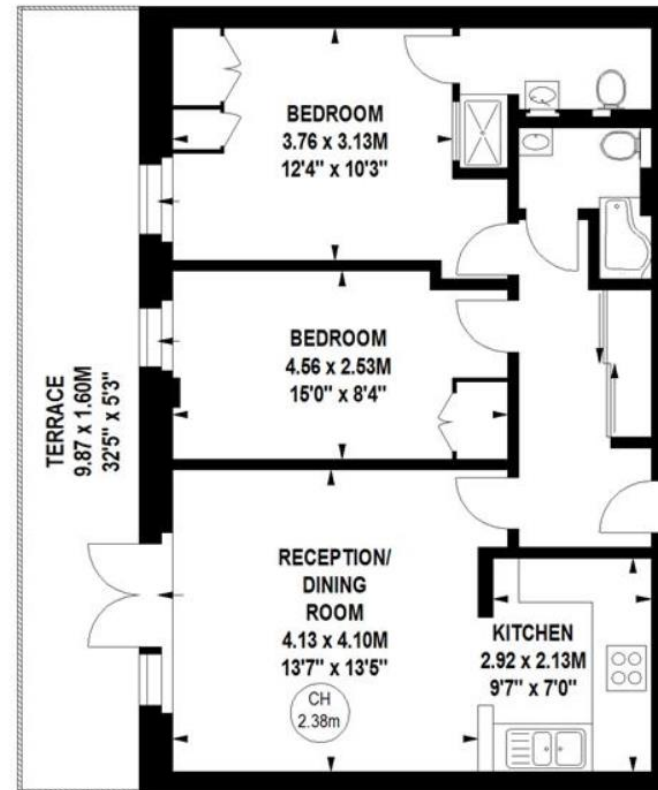 BEDROOM
3.76 x 3.13M
12'4" x 10'3"
BEDROOM
4.56 x 2.53M
15'0" x 8'4"
TERRACE
9.87 x 1.60M
32'5" x 5'3"
RECEPTION/
DINING
ROOM
4.13 x 4.10M
13'7" x 13'5"
CH
2.38m
KITCHEN
2.92 x 2.13M
9'7" x 7'0"